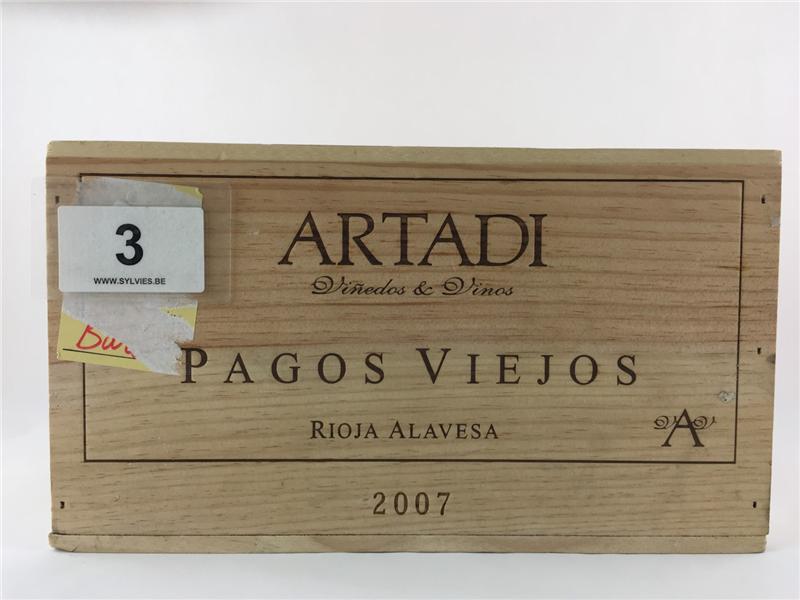 3
WWW.SYLVIES.BE
ARTADI
Viñedos & Vinos
PAGOS VIEJOS
RIOJA ALAVESA
A
2007